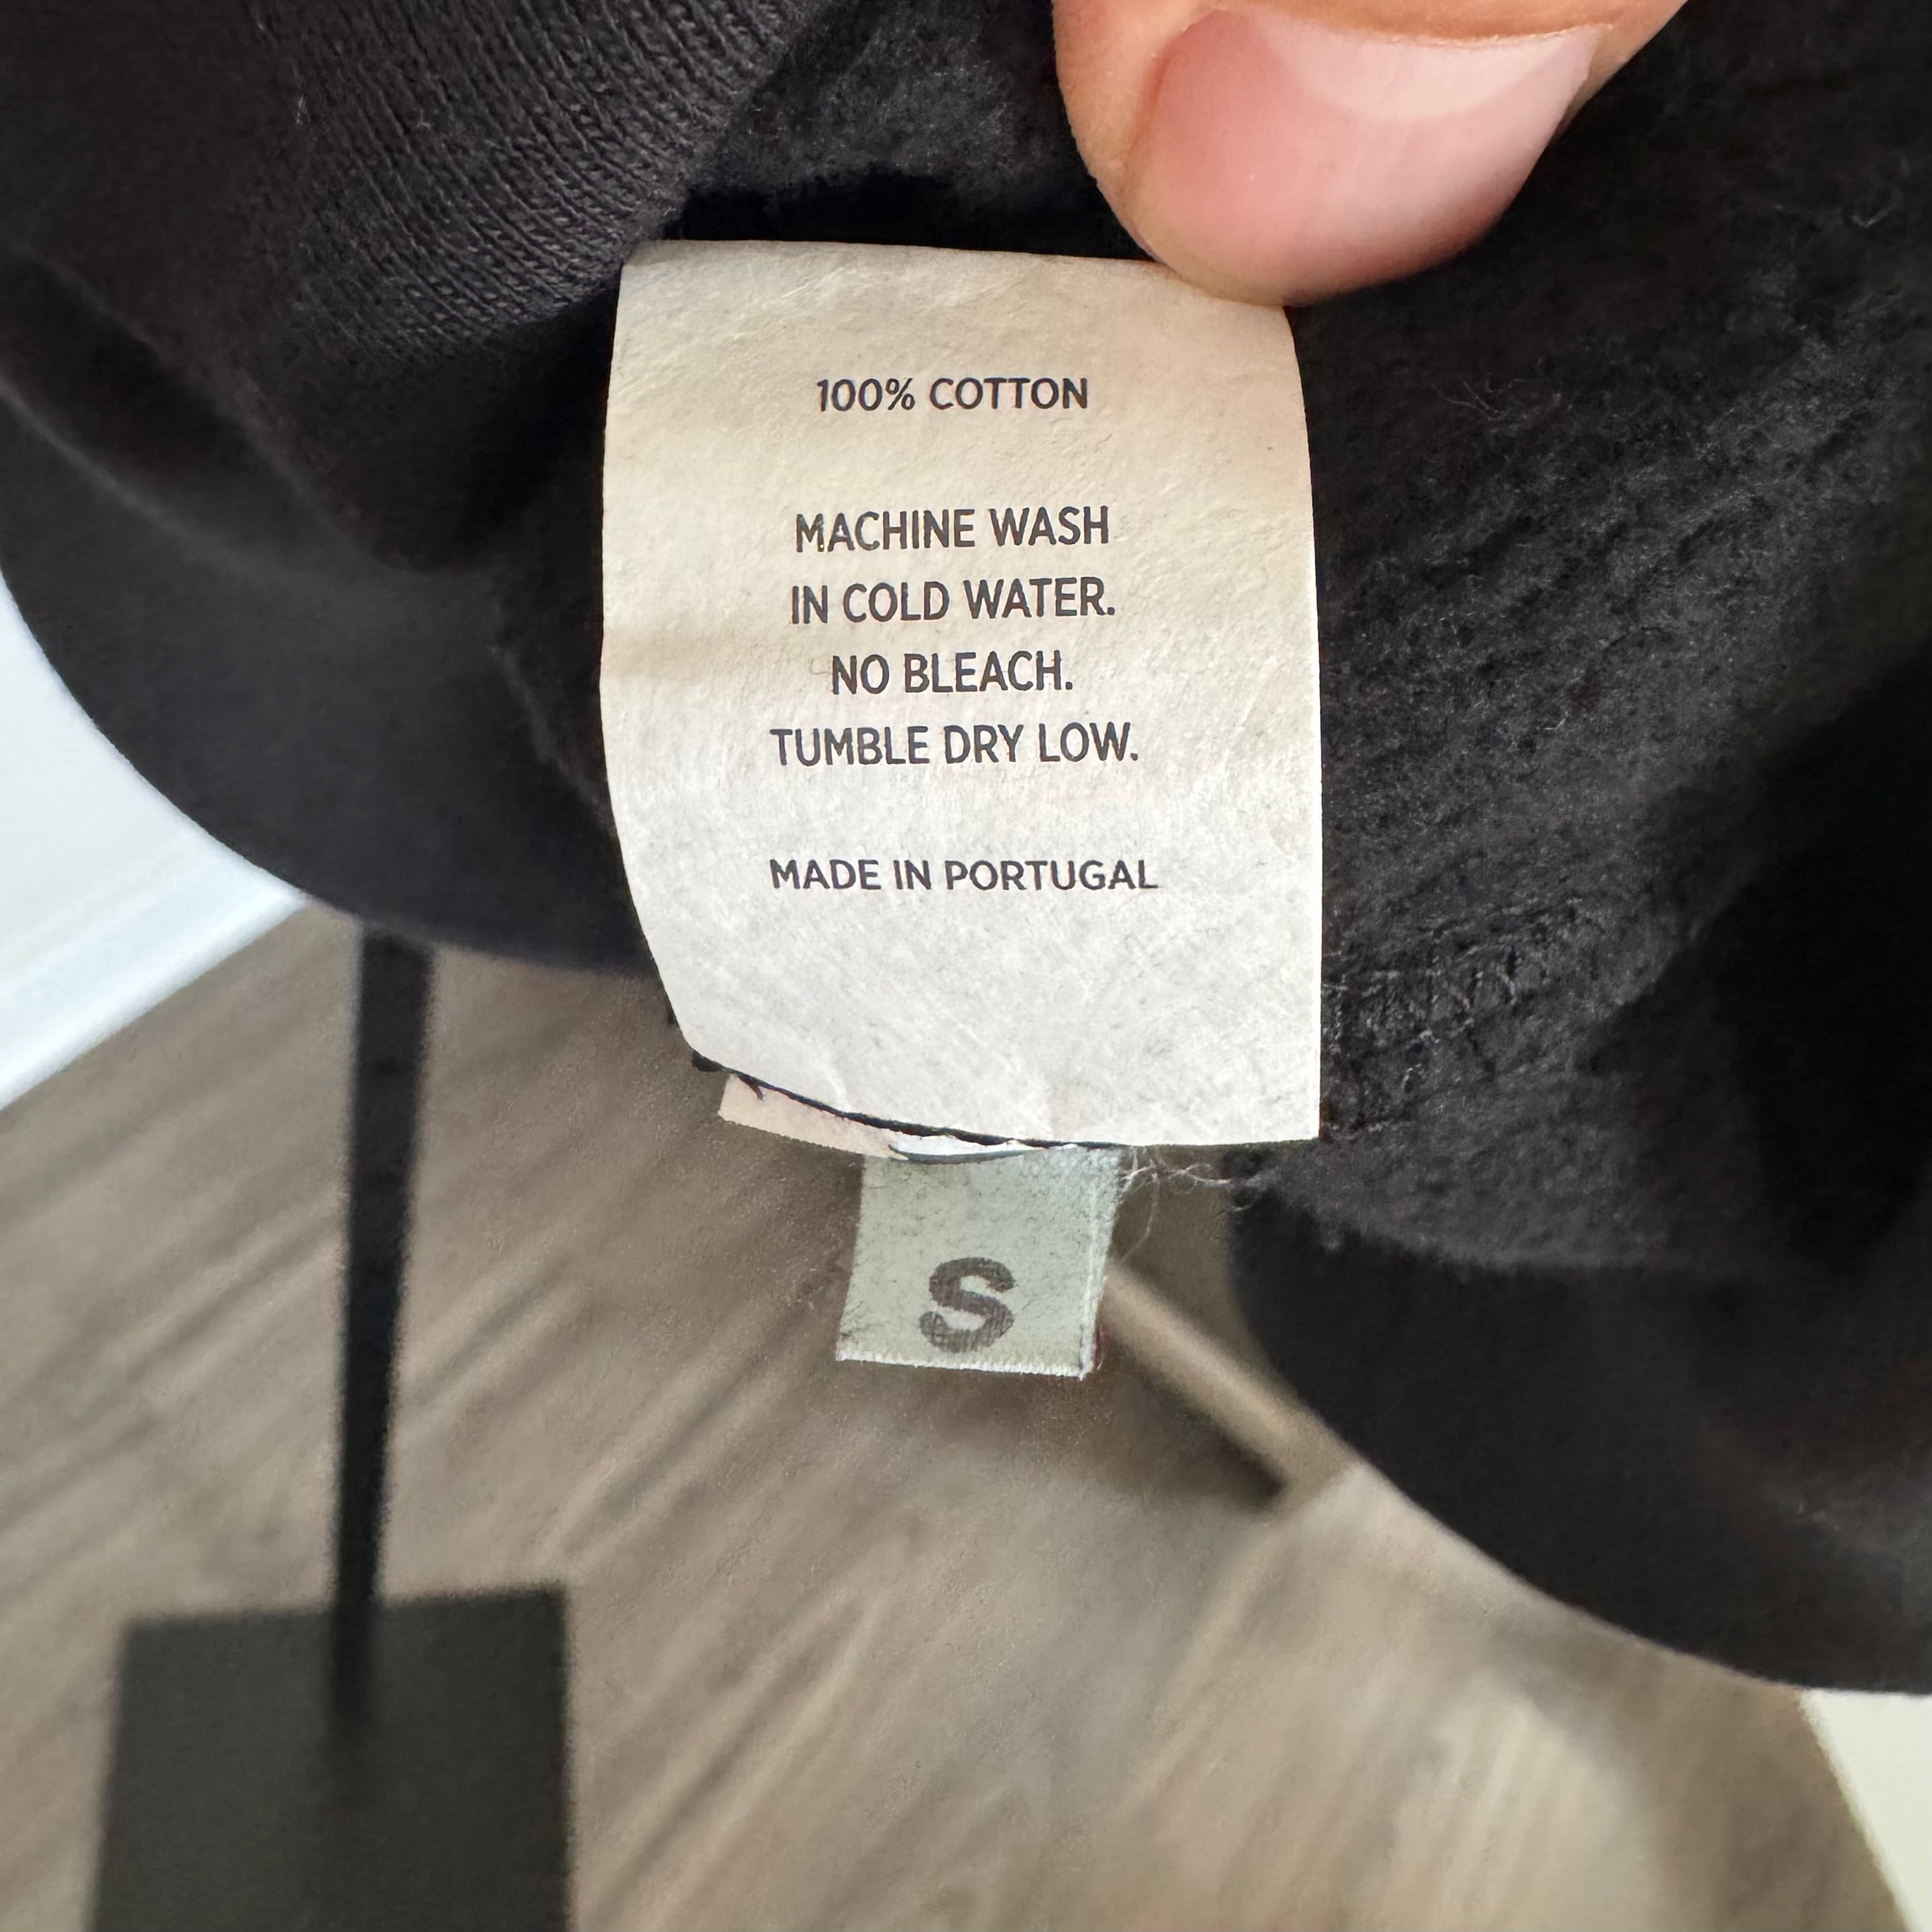 100% COTTON
MACHINE WASH
IN COLD WATER.
NO BLEACH.
TUMBLE DRY LOW.
MADE IN PORTUGAL
S